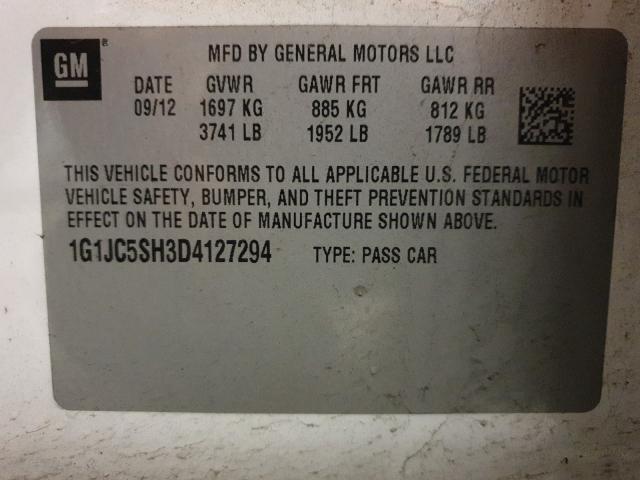 GM ®
MFD BY GENERAL MOTORS LLC
DATE GVWR GAWR FRT GAWR RR
09/12 1697 KG 885 KG 812 KG
3741 LB 1952 LB 1789 LB
THIS VEHICLE CONFORMS TO ALL APPLICABLE U.S. FEDERAL MOTOR
VEHICLE SAFETY, BUMPER, AND THEFT PREVENTION STANDARDS IN
EFFECT ON THE DATE OF MANUFACTURE SHOWN ABOVE.
1G1JC5SH3D4127294 TYPE: PASS CAR